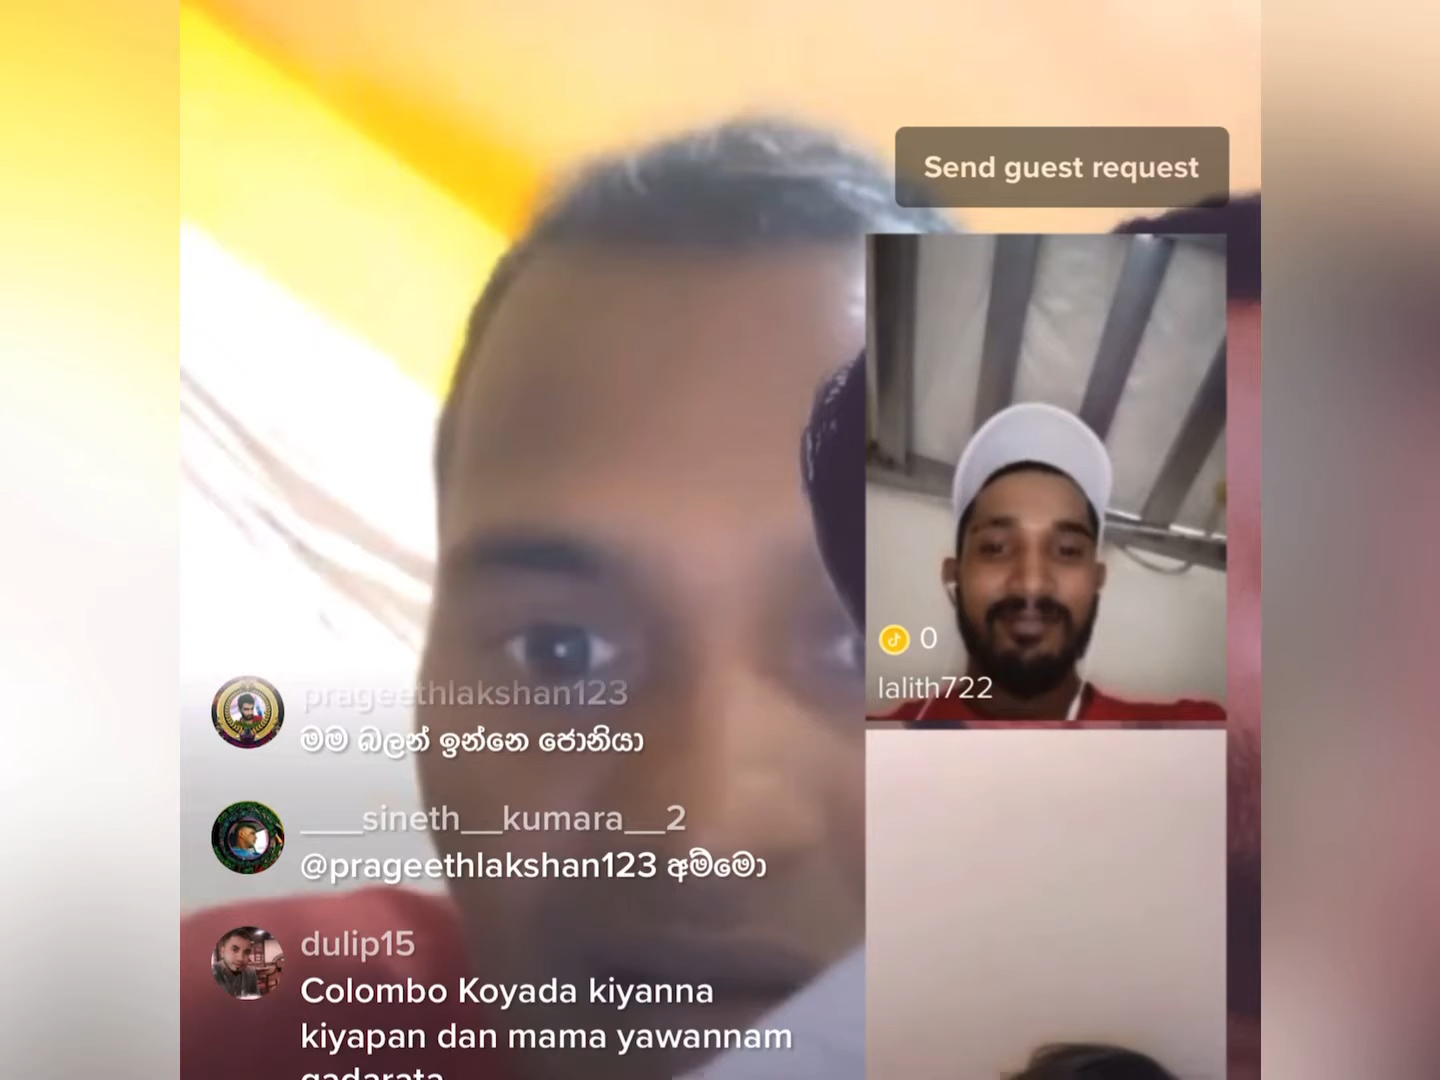 Send guest request
0
lalith722
prageethlakshan123
මම බලන් ඉන්නෙ ජොනියා
___sineth__kumara__2
@prageethlakshan123 අම්මො
dulip15
Colombo Koyada kiyanna
kiyapan dan mama yawannam
gadarata